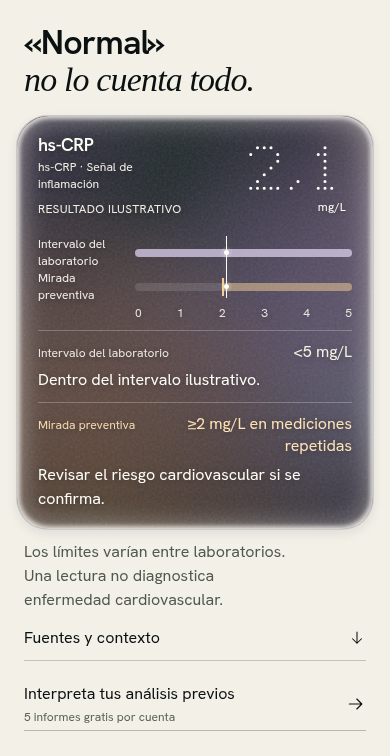 «Normal»
no lo cuenta todo.
hs-CRP
hs-CRP · Señal de
inflamación
RESULTADO ILUSTRATIVO
2.1
mg/L
Intervalo del
laboratorio
Mirada
preventiva
0 1 2 3 4 5
Intervalo del laboratorio <5 mg/L
Dentro del intervalo ilustrativo.
Mirada preventiva ≥2 mg/L en mediciones
repetidas
Revisar el riesgo cardiovascular si se
confirma.
Los límites varían entre laboratorios.
Una lectura no diagnostica
enfermedad cardiovascular.
Fuentes y contexto ↓
Interpreta tus análisis previos →
5 informes gratis por cuenta